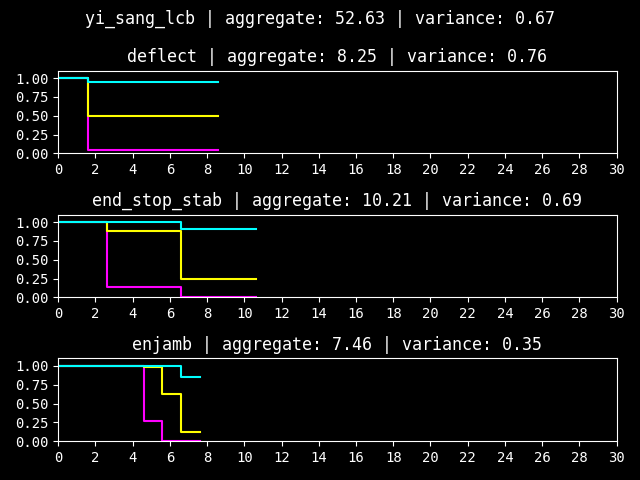 yi_sang_lcb | aggregate: 52.63 | variance: 0.67
deflect | aggregate: 8.25 | variance: 0.76
1.00
0.75
0.50
0.25
0.00
0 2 4 6 8 10 12 14 16 18 20 22 24 26 28 30
end_stop_stab | aggregate: 10.21 | variance: 0.69
1.00
0.75
0.50
0.25
0.00
0 2 4 6 8 10 12 14 16 18 20 22 24 26 28 30
enjamb | aggregate: 7.46 | variance: 0.35
1.00
0.75
0.50
0.25
0.00
0 2 4 6 8 10 12 14 16 18 20 22 24 26 28 30